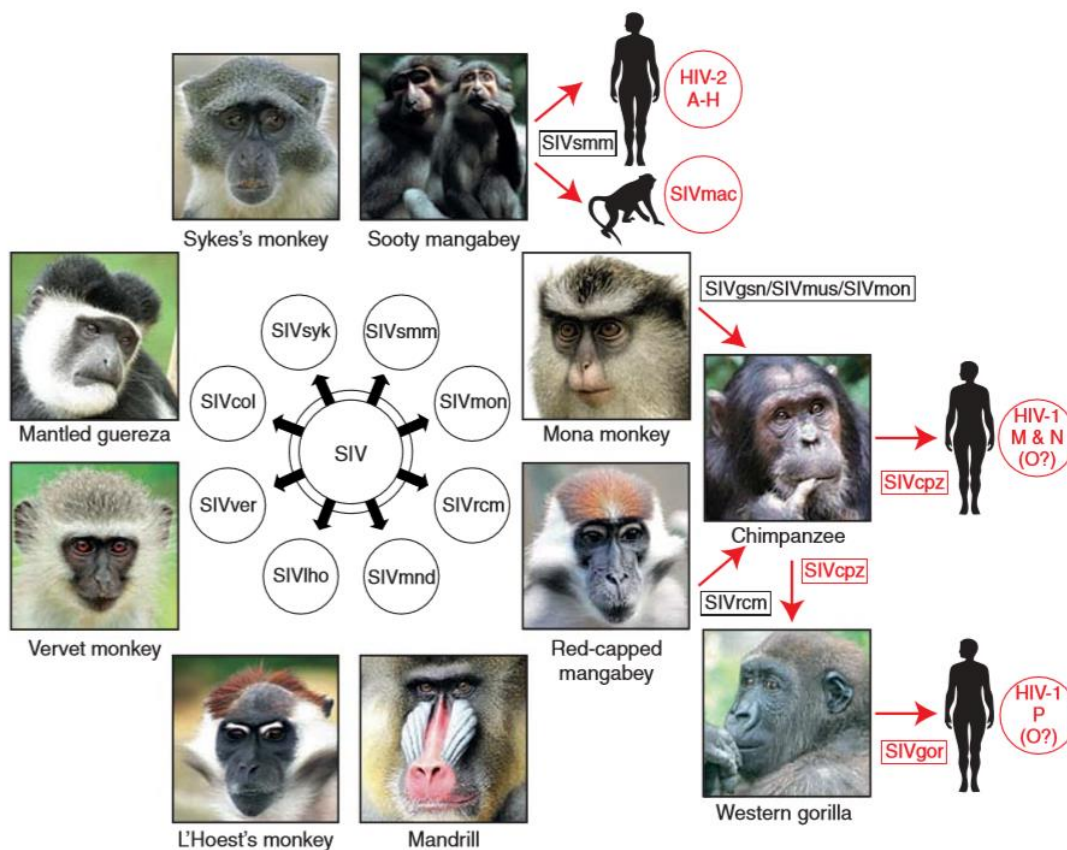 HIV-2
A-H
SIVsmm
SIVmac
Sykes's monkey
Sooty mangabey
SIVgsn/SIVmus/SIVmon
SIVsyk
SIVsmm
SIVcol
SIVmon
Mantled guereza
Mona monkey
SIV
HIV-1
M & N
(O?)
SIVcpz
SIVver
SIVrcm
Chimpanzee
SIVlho
SIVmnd
SIVcpz
SIVrcm
Vervet monkey
Red-capped
mangabey
HIV-1
P
(O?)
SIVgor
L'Hoest's monkey
Mandrill
Western gorilla